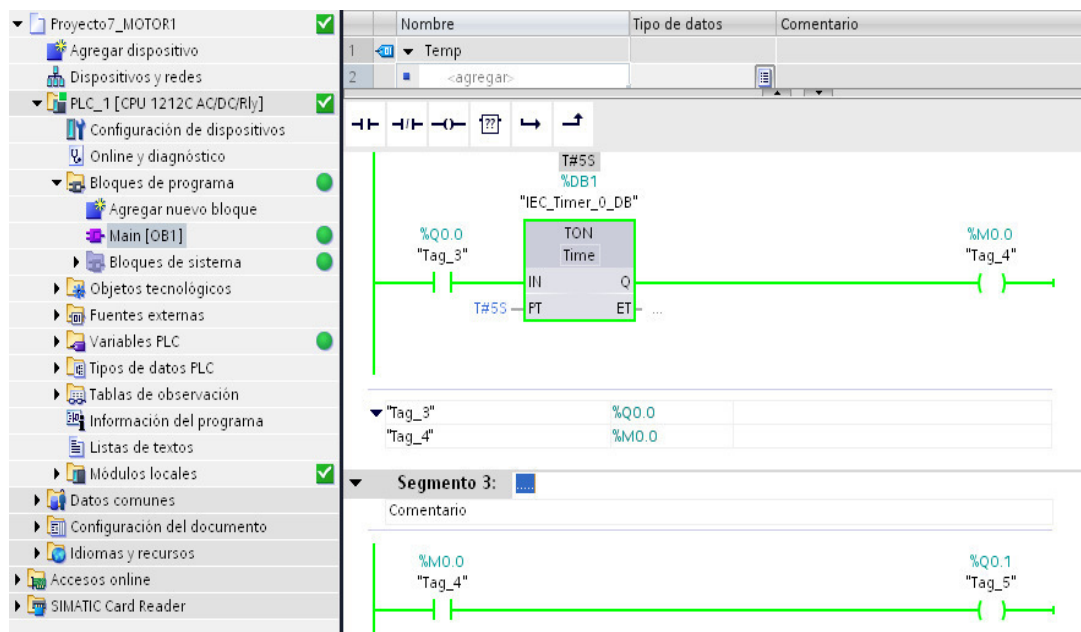 Proyecto7_MOTOR1
Agregar dispositivo
Dispositivos y redes
PLC_1 [CPU 1212C AC/DC/Rly]
Configuración de dispositivos
Online y diagnóstico
Bloques de programa
Agregar nuevo bloque
Main [OB1]
Bloques de sistema
Objetos tecnológicos
Fuentes externas
Variables PLC
Tipos de datos PLC
Tablas de observación
Información del programa
Listas de textos
Módulos locales
Datos comunes
Configuración del documento
Idiomas y recursos
Accesos online
SIMATIC Card Reader
Nombre Tipo de datos Comentario
1 Temp
2 <agregar>
??
T#5S
%DB1
"IEC_Timer_0_DB"
%Q0.0 TON %M0.0
"Tag_3" Time "Tag_4"
IN Q
T#5S PT ET ...
"Tag_3" %Q0.0
"Tag_4" %M0.0
Segmento 3: .....
Comentario
%M0.0 %Q0.1
"Tag_4" "Tag_5"